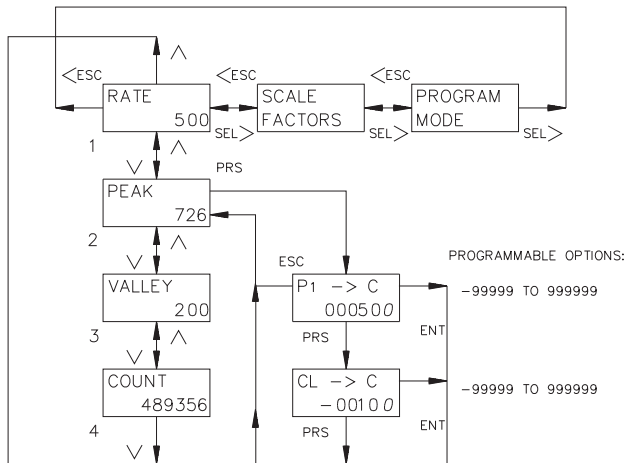 <ESC <ESC <ESC
RATE
500
SCALE
FACTORS
PROGRAM
MODE
SEL> SEL> SEL>
1
PRS
PEAK
726
2
ESC
PROGRAMMABLE OPTIONS:
VALLEY
200
P1 -> C
000500
-99999 TO 999999
3
PRS
ENT
COUNT
489356
CL -> C
-00100
-99999 TO 999999
4
PRS
ENT